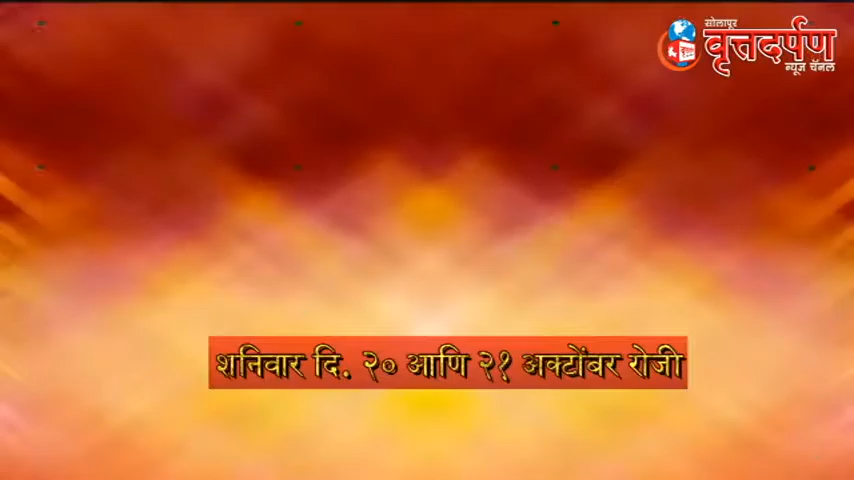 सोलापूर
वृत्तदर्पण
न्यूज चॅनल
शनिवार दि. २० आणि २१ अक्टोंबर रोजी